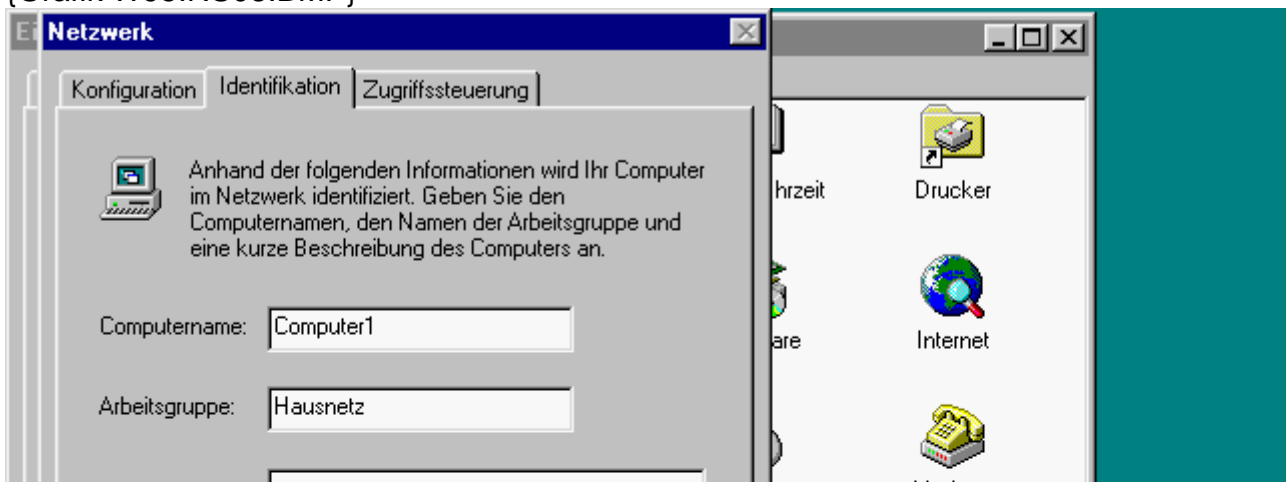 Netzwerk
Konfiguration Identifikation Zugriffssteuerung
Anhand der folgenden Informationen wird Ihr Computer
im Netzwerk identifiziert. Geben Sie den
Computernamen, den Namen der Arbeitsgruppe und
eine kurze Beschreibung des Computers an.
Computername: Computer1
Arbeitsgruppe: Hausnetz
hrzeit Drucker
are Internet